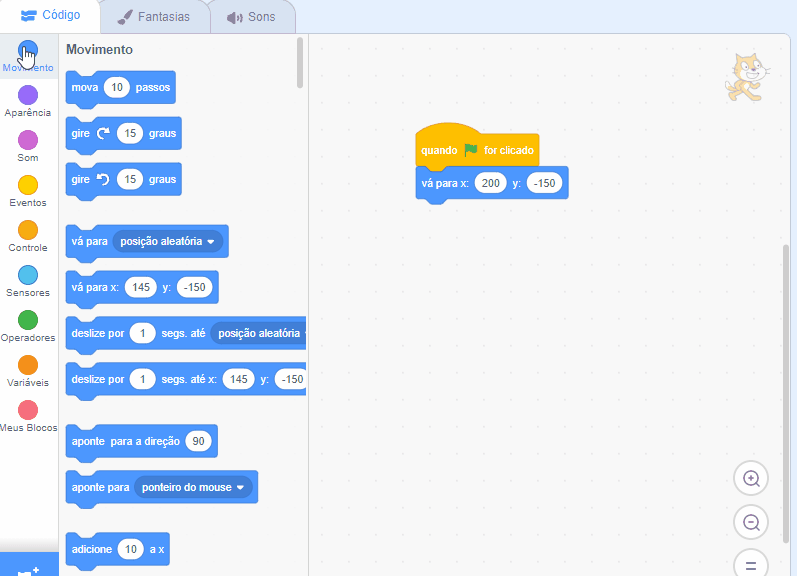 Código
Fantasias
Sons
Movimento
Aparência
Som
Eventos
Controle
Sensores
Operadores
Variáveis
Meus Blocos
Movimento
mova 10 passos
gire 15 graus
gire 15 graus
vá para posição aleatória
vá para x: 145 y: -150
deslize por 1 segs. até posição aleatória
deslize por 1 segs. até x: 145 y: -150
aponte para a direção 90
aponte para ponteiro do mouse
adicione 10 a x
quando for clicado
vá para x: 200 y: -150